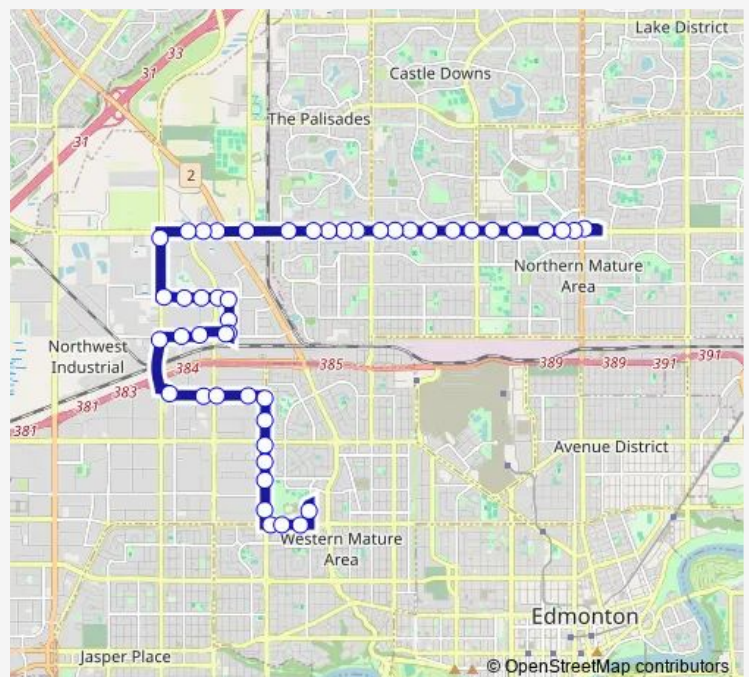 Lake District
33
31
Castle Downs
The Palisades
31
2
Northern Mature
Area
Northwest
Industrial
384
385
389
389
391
391
383
381
381
Avenue District
Western Mature
Area
Edmonton
Jasper Place
© OpenStreetMap contributors